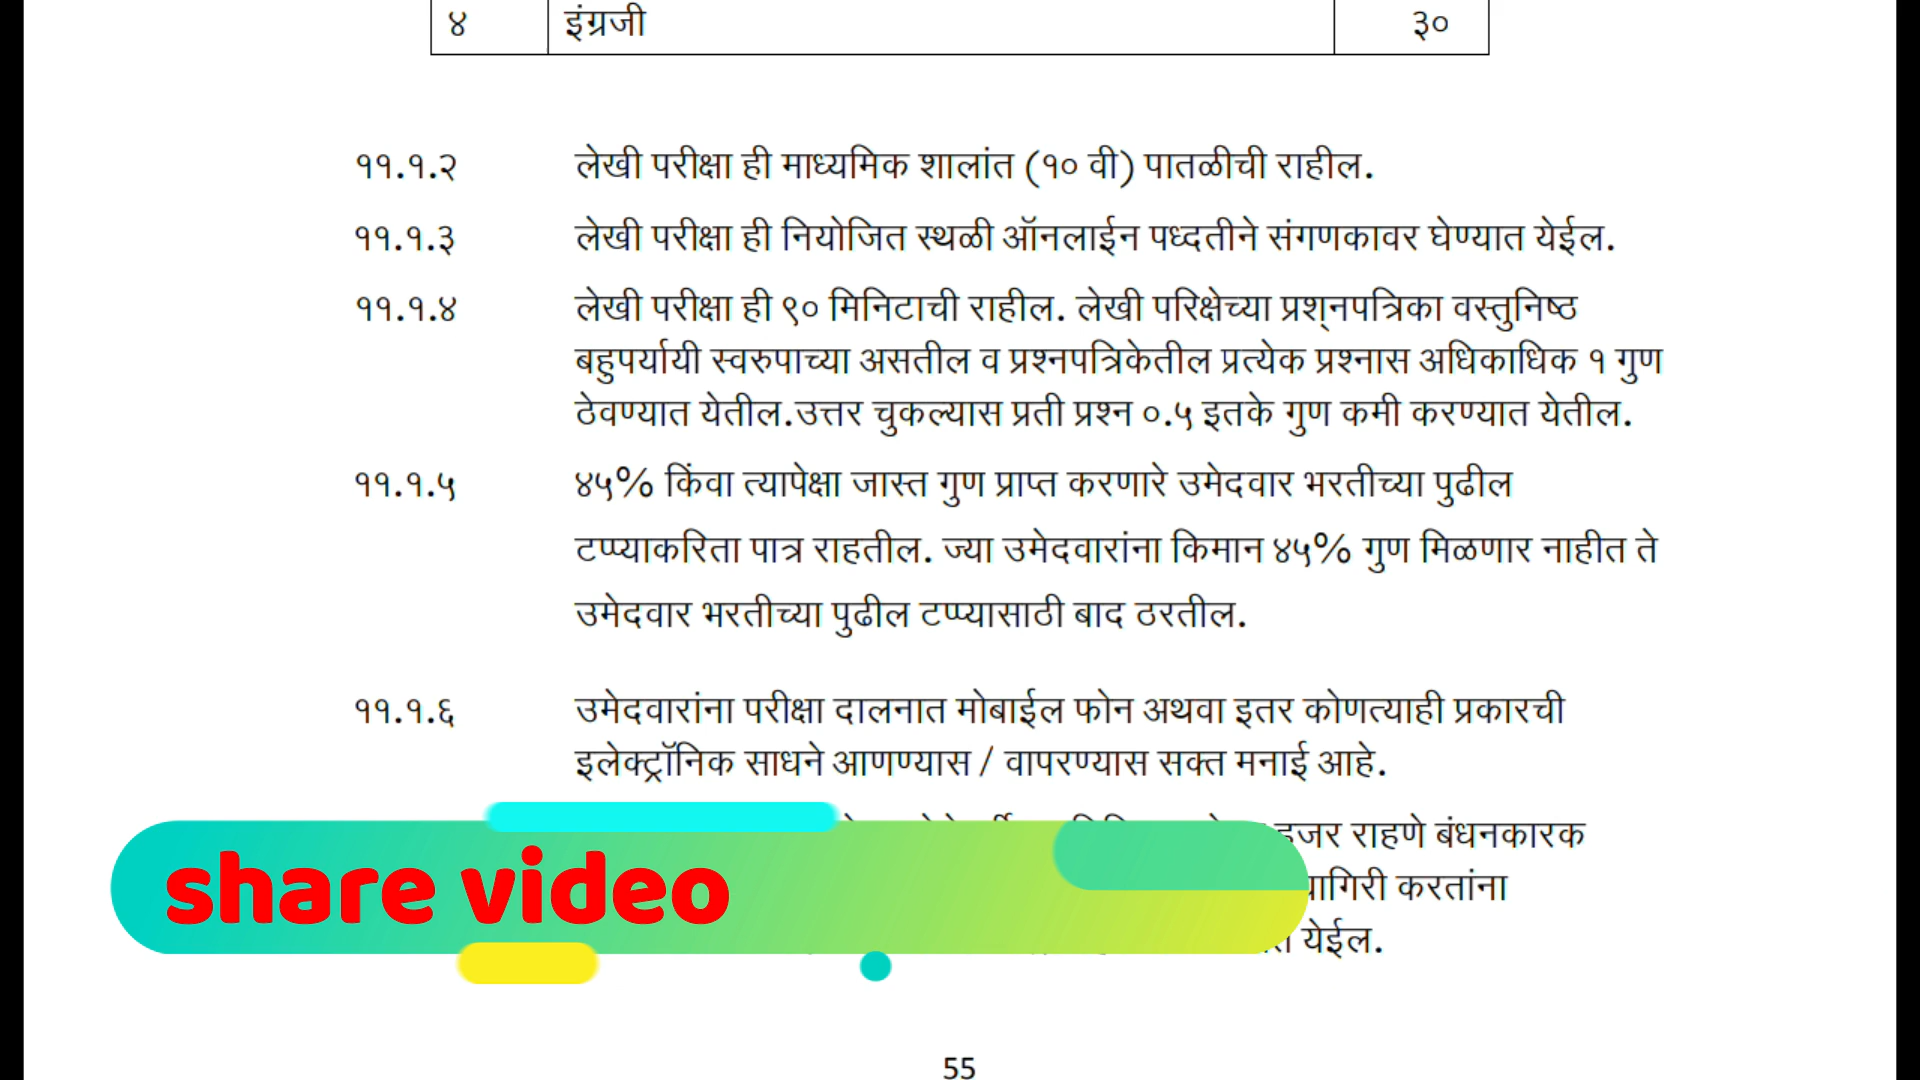 ४ इंग्रजी ३०
११.१.२ लेखी परीक्षा ही माध्यमिक शालांत (१० वी) पातळीची राहील.
११.१.३ लेखी परीक्षा ही नियोजित स्थळी ऑनलाईन पध्दतीने संगणकावर घेण्यात येईल.
११.१.४ लेखी परीक्षा ही ९० मिनिटाची राहील. लेखी परिक्षेच्या प्रश्‌नपत्रिका वस्तुनिष्ठ
बहुपर्यायी स्वरुपाच्या असतील व प्रश्नपत्रिकेतील प्रत्येक प्रश्नास अधिकाधिक १ गुण
ठेवण्यात येतील.उत्तर चुकल्यास प्रती प्रश्न ०.५ इतके गुण कमी करण्यात येतील.
११.१.५ ४५% किंवा त्यापेक्षा जास्त गुण प्राप्त करणारे उमेदवार भरतीच्या पुढील
टप्प्याकरिता पात्र राहतील. ज्या उमेदवारांना किमान ४५% गुण मिळणार नाहीत ते
उमेदवार भरतीच्या पुढील टप्प्यासाठी बाद ठरतील.
११.१.६ उमेदवारांना परीक्षा दालनात मोबाईल फोन अथवा इतर कोणत्याही प्रकारची
इलेक्ट्रॉनिक साधने आणण्यास / वापरण्यास सक्त मनाई आहे.
राहणे बंधनकारक
share video
करतांना
येईल.
55